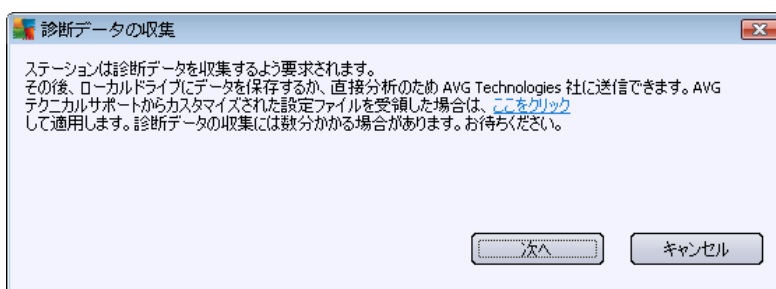 診断データの収集
ステーションは診断データを収集するよう要求されます。
その後、ローカルドライブにデータを保存するか、直接分析のため AVG Technologies 社に送信できます。AVG
テクニカルサポートからカスタマイズされた設定ファイルを受領した場合は、ここをクリック
して適用します。診断データの収集には数分かかる場合があります。お待ちください。
次へ
キャンセル